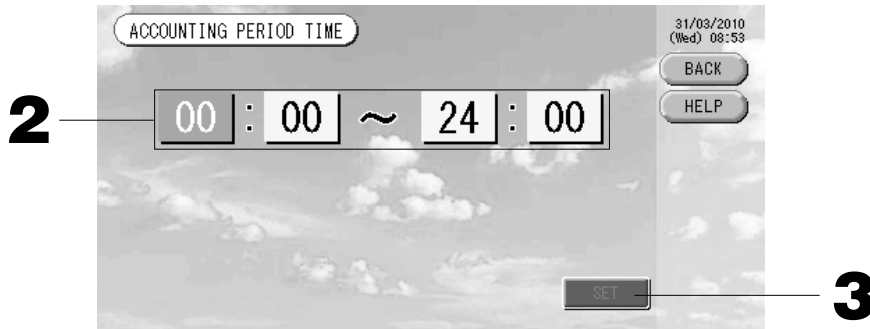 ACCOUNTING PERIOD TIME
31/03/2010
(Wed) 08:53
BACK
HELP
2
00 : 00 ~ 24 : 00
SET
3